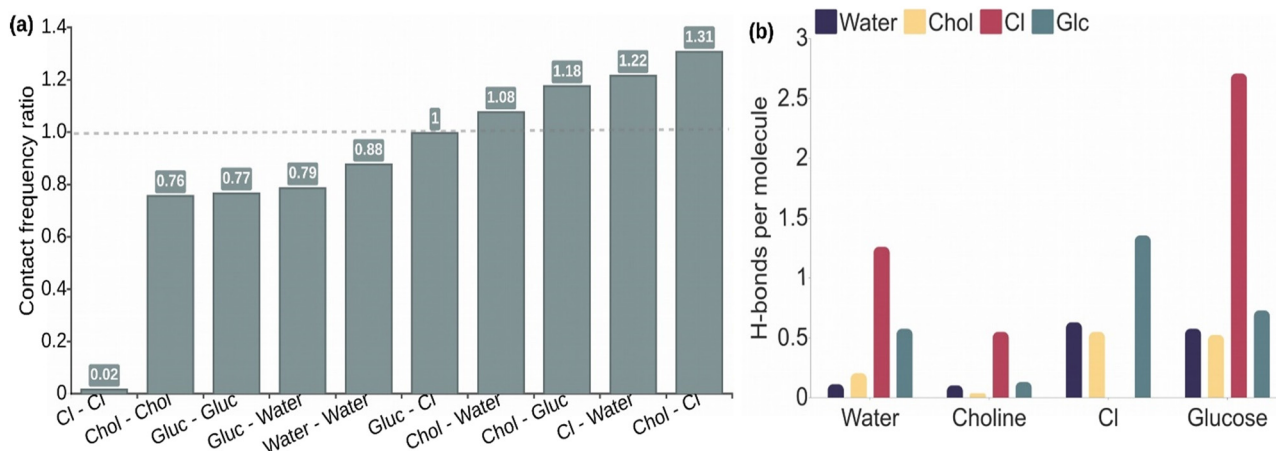 (a)
Contact frequency ratio
1.4
1.2
1.0
0.8
0.6
0.4
0.2
0
0.02
0.76
0.77
0.79
0.88
1
1.08
1.18
1.22
1.31
Cl - Cl
Chol - Chol
Gluc - Gluc
Gluc - Water
Water - Water
Gluc - Cl
Chol - Water
Chol - Gluc
Cl - Water
Chol - Cl
(b)
Water Chol Cl Glc
H-bonds per molecule
3
2.5
2
1.5
1
0.5
0
Water Choline Cl Glucose